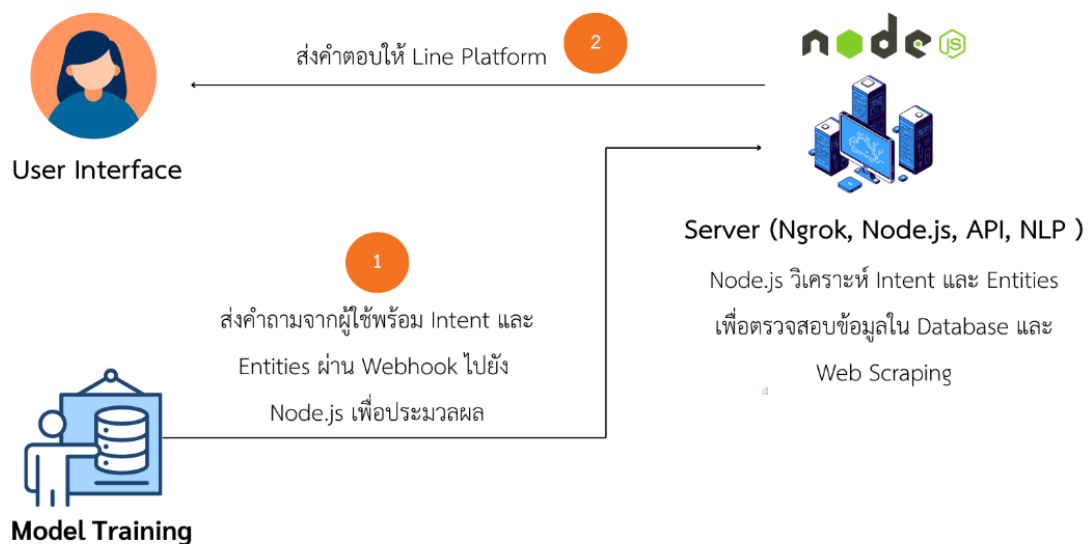 ส่งคำตอบให้ Line Platform
2
node JS
User Interface
Server (Ngrok, Node.js, API, NLP )
1
Node.js วิเคราะห์ Intent และ Entities
เพื่อตรวจสอบข้อมูลใน Database และ
Web Scraping
ส่งคำถามจากผู้ใช้พร้อม Intent และ
Entities ผ่าน Webhook ไปยัง
Node.js เพื่อประมวลผล
Model Training